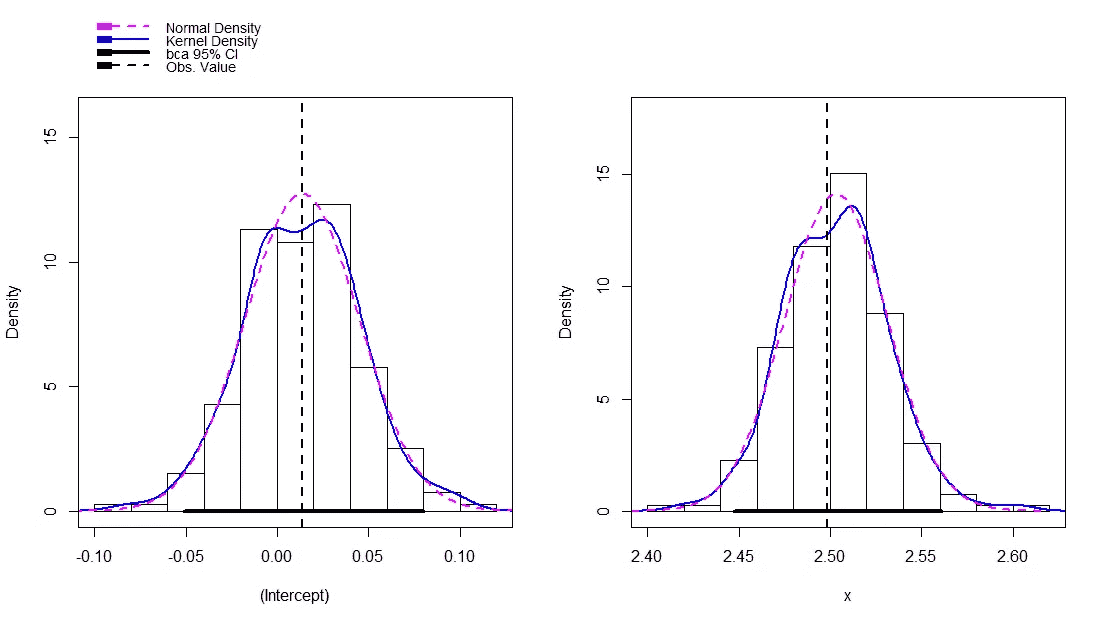 Normal Density
Kernel Density
bca 95% CI
Obs. Value
Density
15
10
5
0
-0.10 -0.05 0.00 0.05 0.10
(Intercept)
Density
15
10
5
0
2.40 2.45 2.50 2.55 2.60
x